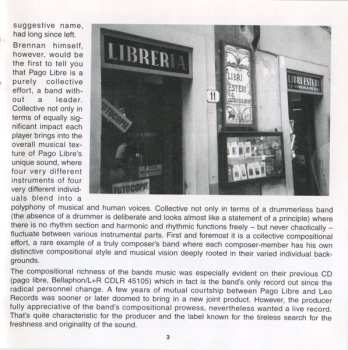 suggestive name,
had long since left.
Brennan himself,
however, would be
the first to tell you
that Pago Libre is a
purely collective
effort, a band with-
out a leader.
Collective not only in
terms of equally sig-
nificant impact each
player brings into the
overall musical tex-
ture of Pago Libre's
unique sound, where
four very different
instruments of four
very different individ-
uals blend into a
polyphony of musical and human voices. Collective not only in terms of a drummerless band
(the absence of a drummer is deliberate and looks almost like a statement of principle) where
there is no rhythm section and harmonic and rhythmic functions freely – but never chaotically –
fluctuate between various instrumental parts. First and foremost it is a collective compositional
effort, a rare example of a truly composer's band where each composer-member has his own
distinctive compositional style and musical vision deeply rooted in their varied individual back-
grounds.
The compositional richness of the bands music was especially evident on their previous CD
(pago libre, Bellaphon/L+R CDLR 45105) which in fact is the band's only record out since the
radical personnel change. A few years of mutual courtship between Pago Libre and Leo
Records was sooner or later doomed to bring in a new joint product. However, the producer
fully appreciative of the band's compositional prowess, nevertheless wanted a live record.
That's quite characteristic for the producer and the label known for the tireless search for the
freshness and originality of the sound.
LIBRERIA
11
LIBRI
ESTERI
LIBRI ESTERI
FOTOCOPIE
3